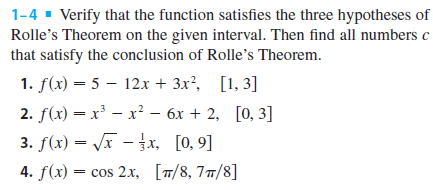 1–4 ▪ Verify that the function satisfies the three hypotheses of
Rolle's Theorem on the given interval. Then find all numbers c
that satisfy the conclusion of Rolle's Theorem.
1. f(x) = 5 − 12x + 3x², [1, 3]
2. f(x) = x³ − x² − 6x + 2, [0, 3]
3. f(x) = √x − ⅓x, [0, 9]
4. f(x) = cos 2x, [π/8, 7π/8]